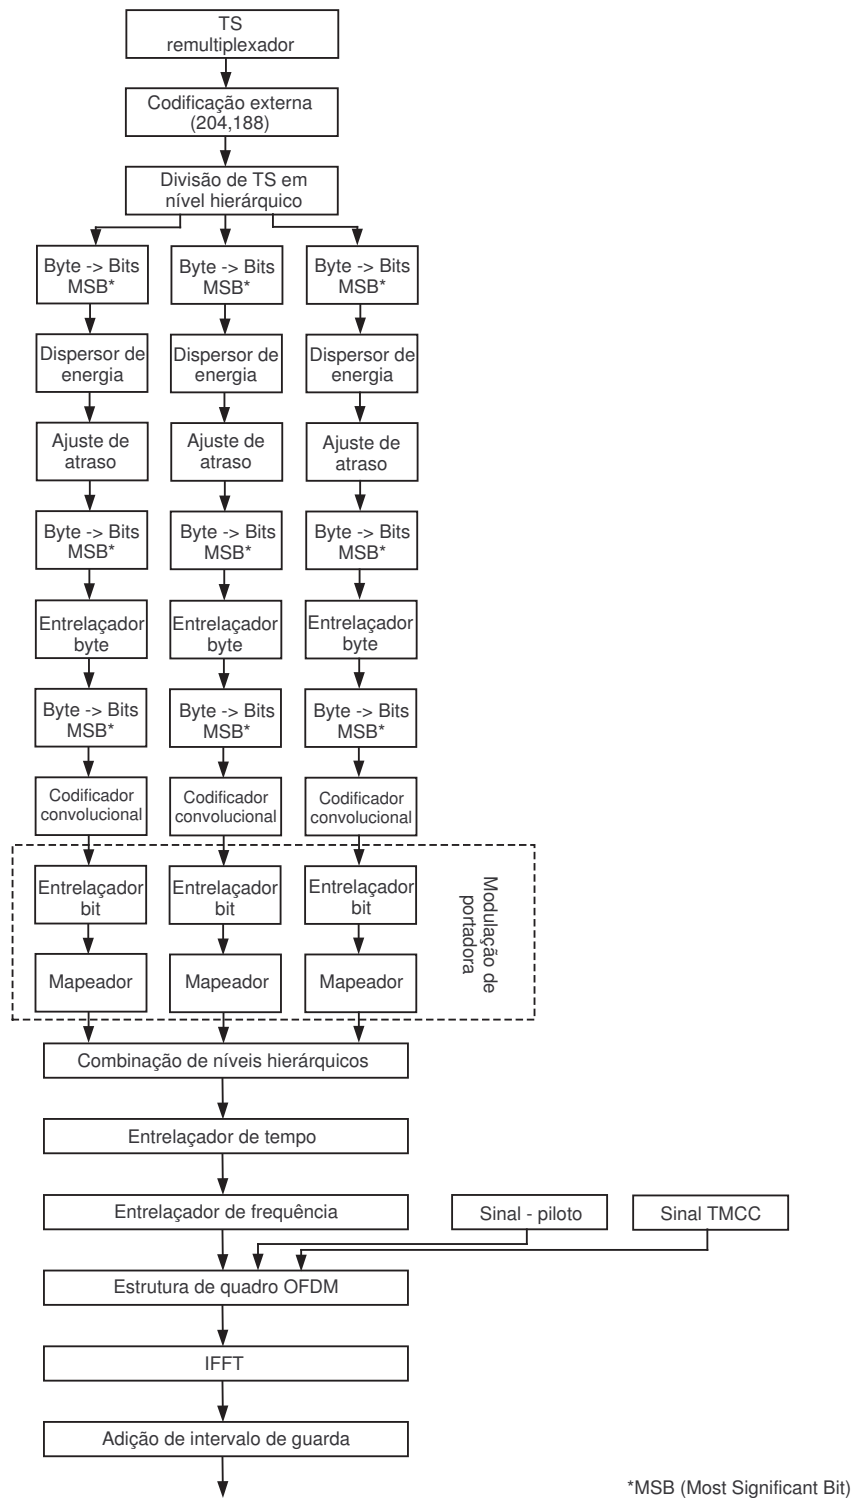 TS
remultiplexador
Codificação externa
(204,188)
Divisão de TS em
nível hierárquico
Byte -> Bits
MSB*
Byte -> Bits
MSB*
Byte -> Bits
MSB*
Dispersor de
energia
Dispersor de
energia
Dispersor de
energia
Ajuste de
atraso
Ajuste de
atraso
Ajuste de
atraso
Byte -> Bits
MSB*
Byte -> Bits
MSB*
Byte -> Bits
MSB*
Entrelaçador
byte
Entrelaçador
byte
Entrelaçador
byte
Byte -> Bits
MSB*
Byte -> Bits
MSB*
Byte -> Bits
MSB*
Codificador
convolucional
Codificador
convolucional
Codificador
convolucional
Entrelaçador
bit
Entrelaçador
bit
Entrelaçador
bit
Modulação de
portadora
Mapeador
Mapeador
Mapeador
Combinação de níveis hierárquicos
Entrelaçador de tempo
Entrelaçador de frequência
Sinal - piloto
Sinal TMCC
Estrutura de quadro OFDM
IFFT
Adição de intervalo de guarda
*MSB (Most Significant Bit)